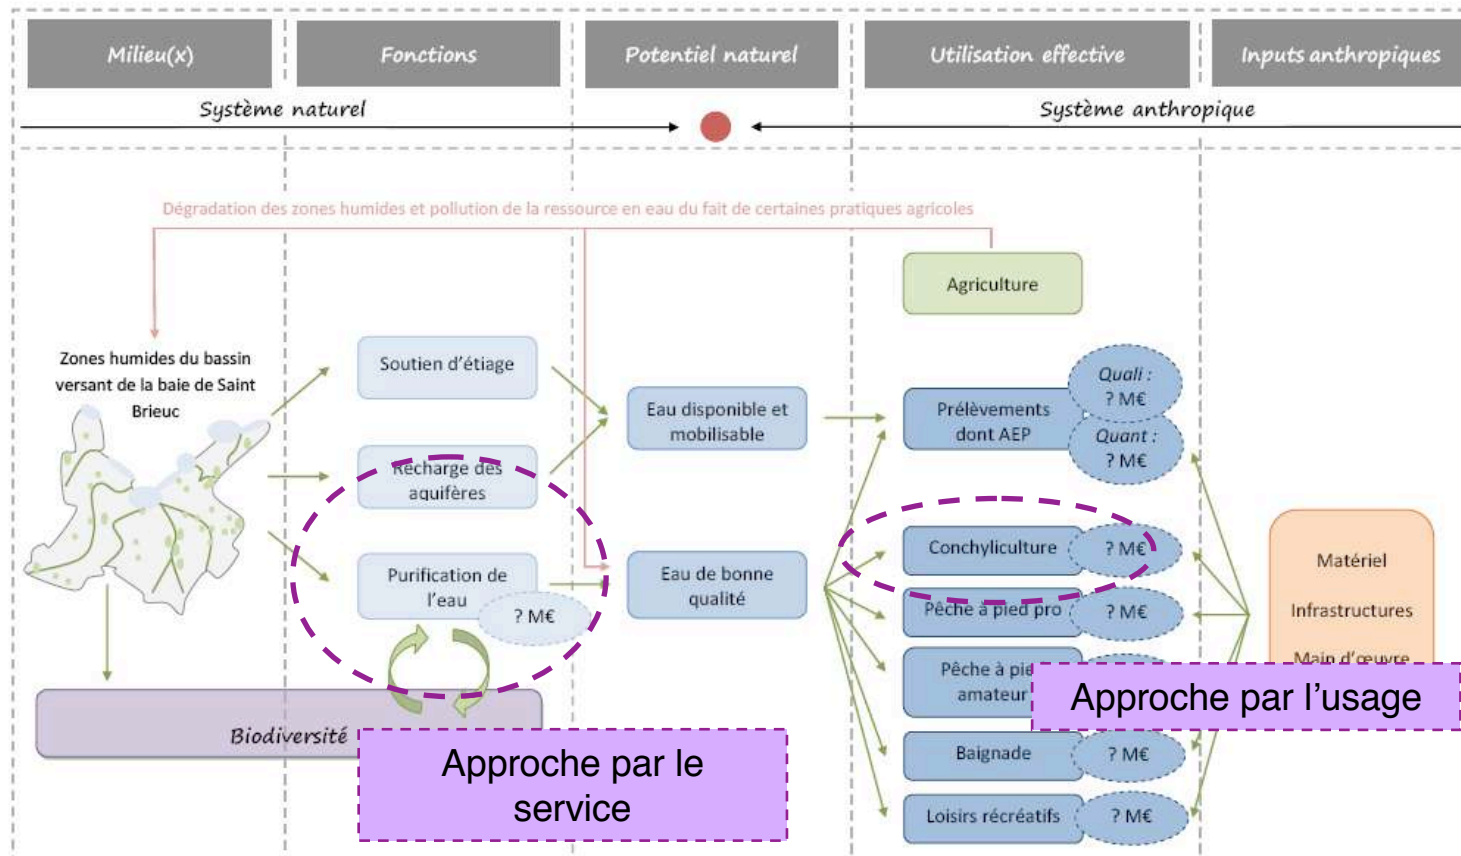 Milieu(x)
Fonctions
Potentiel naturel
Utilisation effective
Inputs anthropiques
Système naturel
Système anthropique
Dégradation des zones humides et pollution de la ressource en eau du fait de certaines pratiques agricoles
Agriculture
Zones humides du bassin
versant de la baie de Saint
Brieuc
Soutien d'étiage
Recharge des
aquifères
Purification de
l'eau
? M€
Eau disponible et
mobilisable
Eau de bonne
qualité
Prélèvements
dont AEP
Quali :
? M€
Quant :
? M€
Conchyliculture
? M€
Pêche à pied pro
? M€
Pêche à pie
amateur
Baignade
? M€
Loisirs récréatifs
? M€
Matériel
Infrastructures
Main d'œuvre
Approche par l'usage
Biodiversité
Approche par le
service